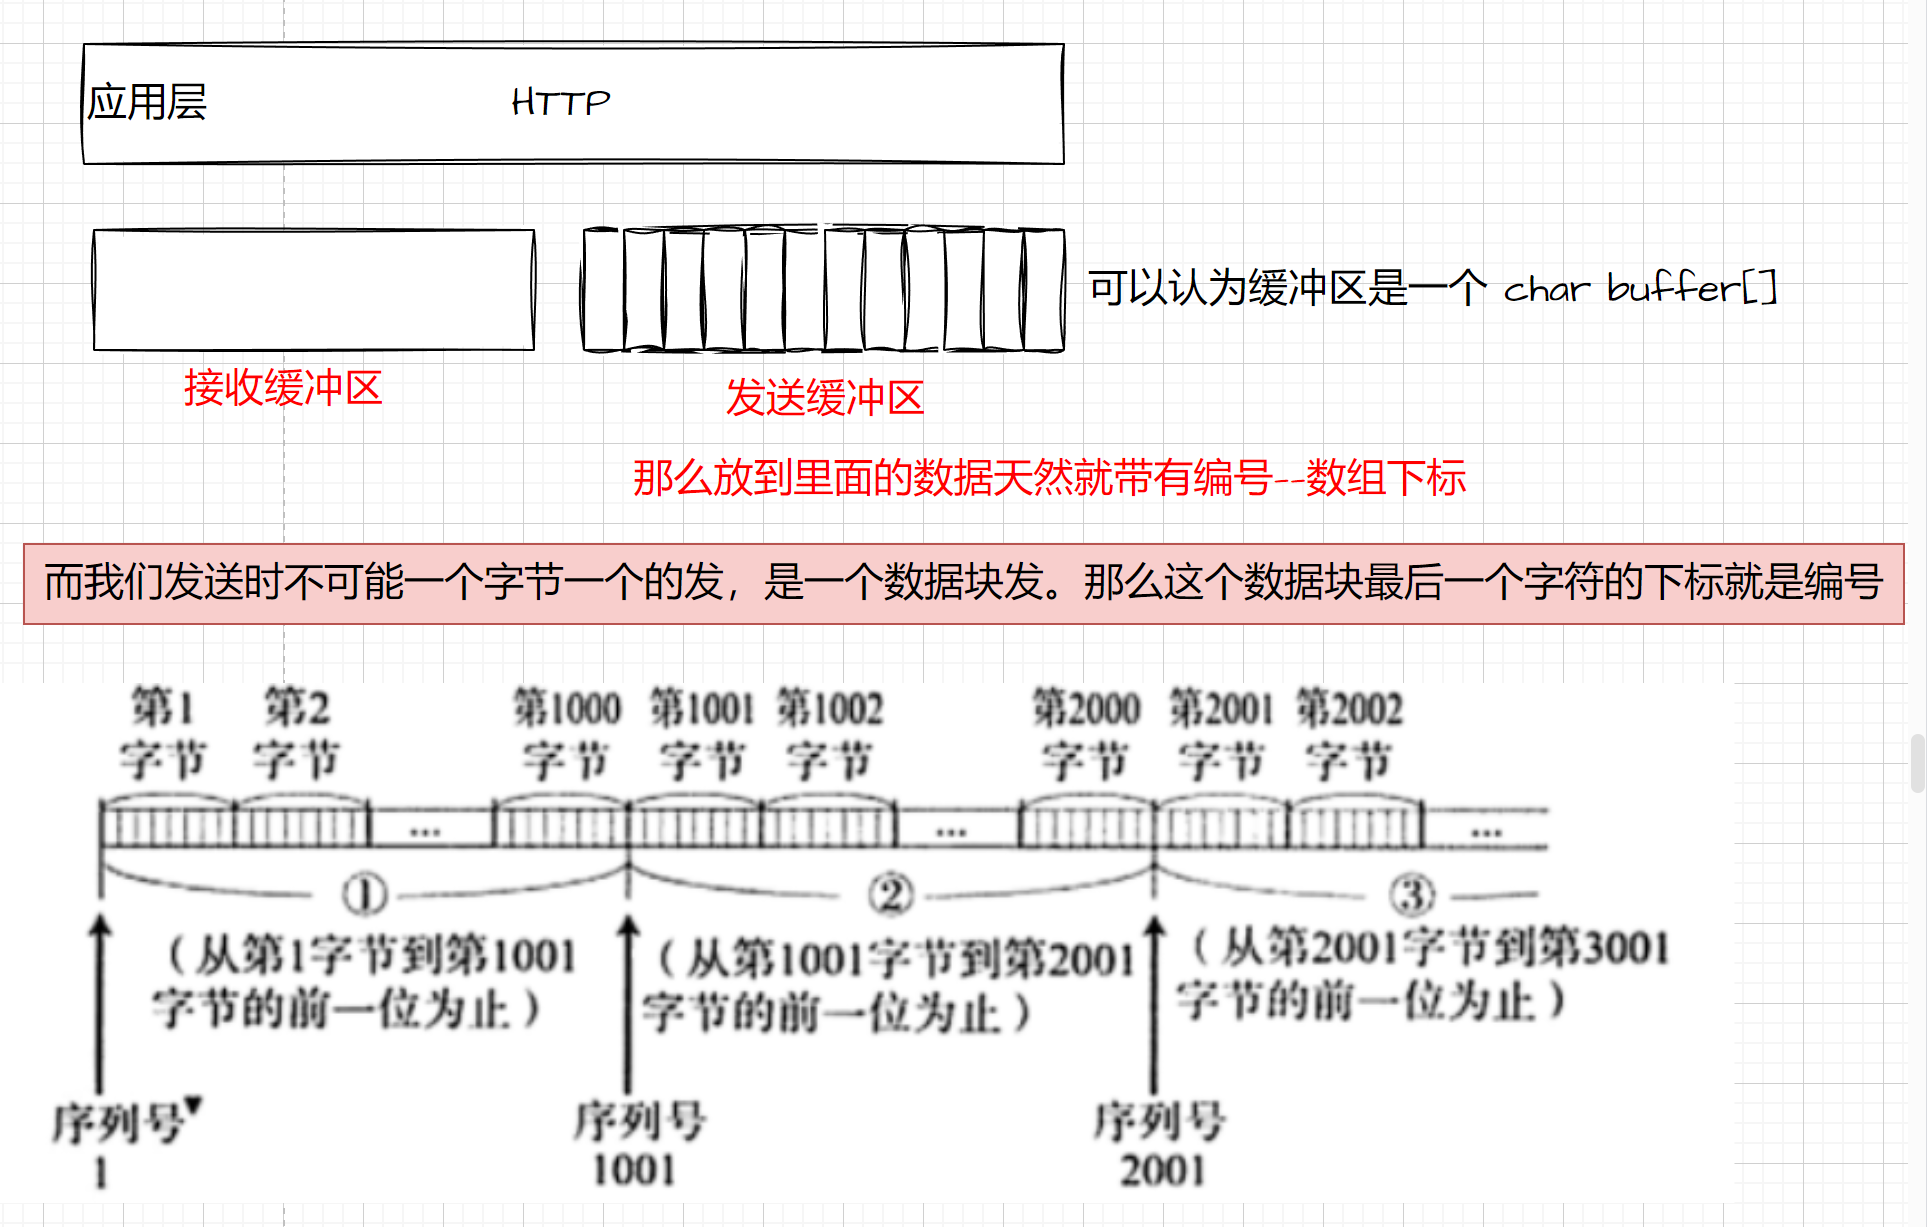 应用层 HTTP
可以认为缓冲区是一个 char buffer[]
接收缓冲区
发送缓冲区
那么放到里面的数据天然就带有编号--数组下标
而我们发送时不可能一个字节一个的发，是一个数据块发。那么这个数据块最后一个字符的下标就是编号
第1 第2 第1000 第1001 第1002 第2000 第2001 第2002
字节 字节 字节 字节 字节 字节 字节 字节
... ... ...
① ② ③
（从第1字节到第1001
字节的前一位为止）
（从第1001字节到第2001
字节的前一位为止）
（从第2001字节到第3001
字节的前一位为止）
序列号 序列号 序列号
1 1001 2001